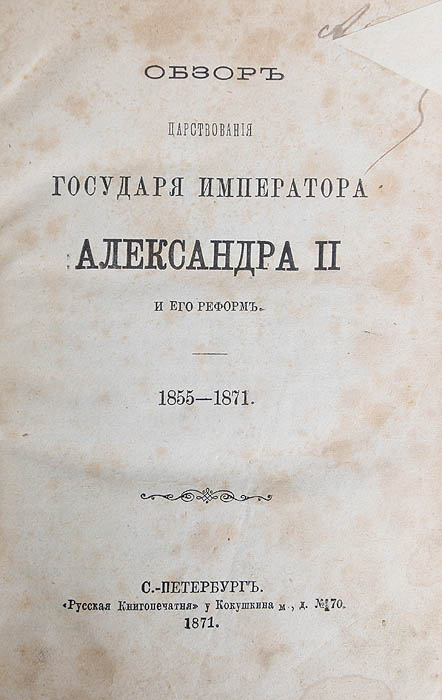 ОБЗОРЪ
ЦАРСТВОВАНІЯ
ГОСУДАРЯ ИМПЕРАТОРА
АЛЕКСАНДРА II
И ЕГО РЕФОРМЪ.
1855—1871.
С.-ПЕТЕРБУРГЪ.
«Русская Книгопечатня» у Кокушкина м., д. №70.
1871.